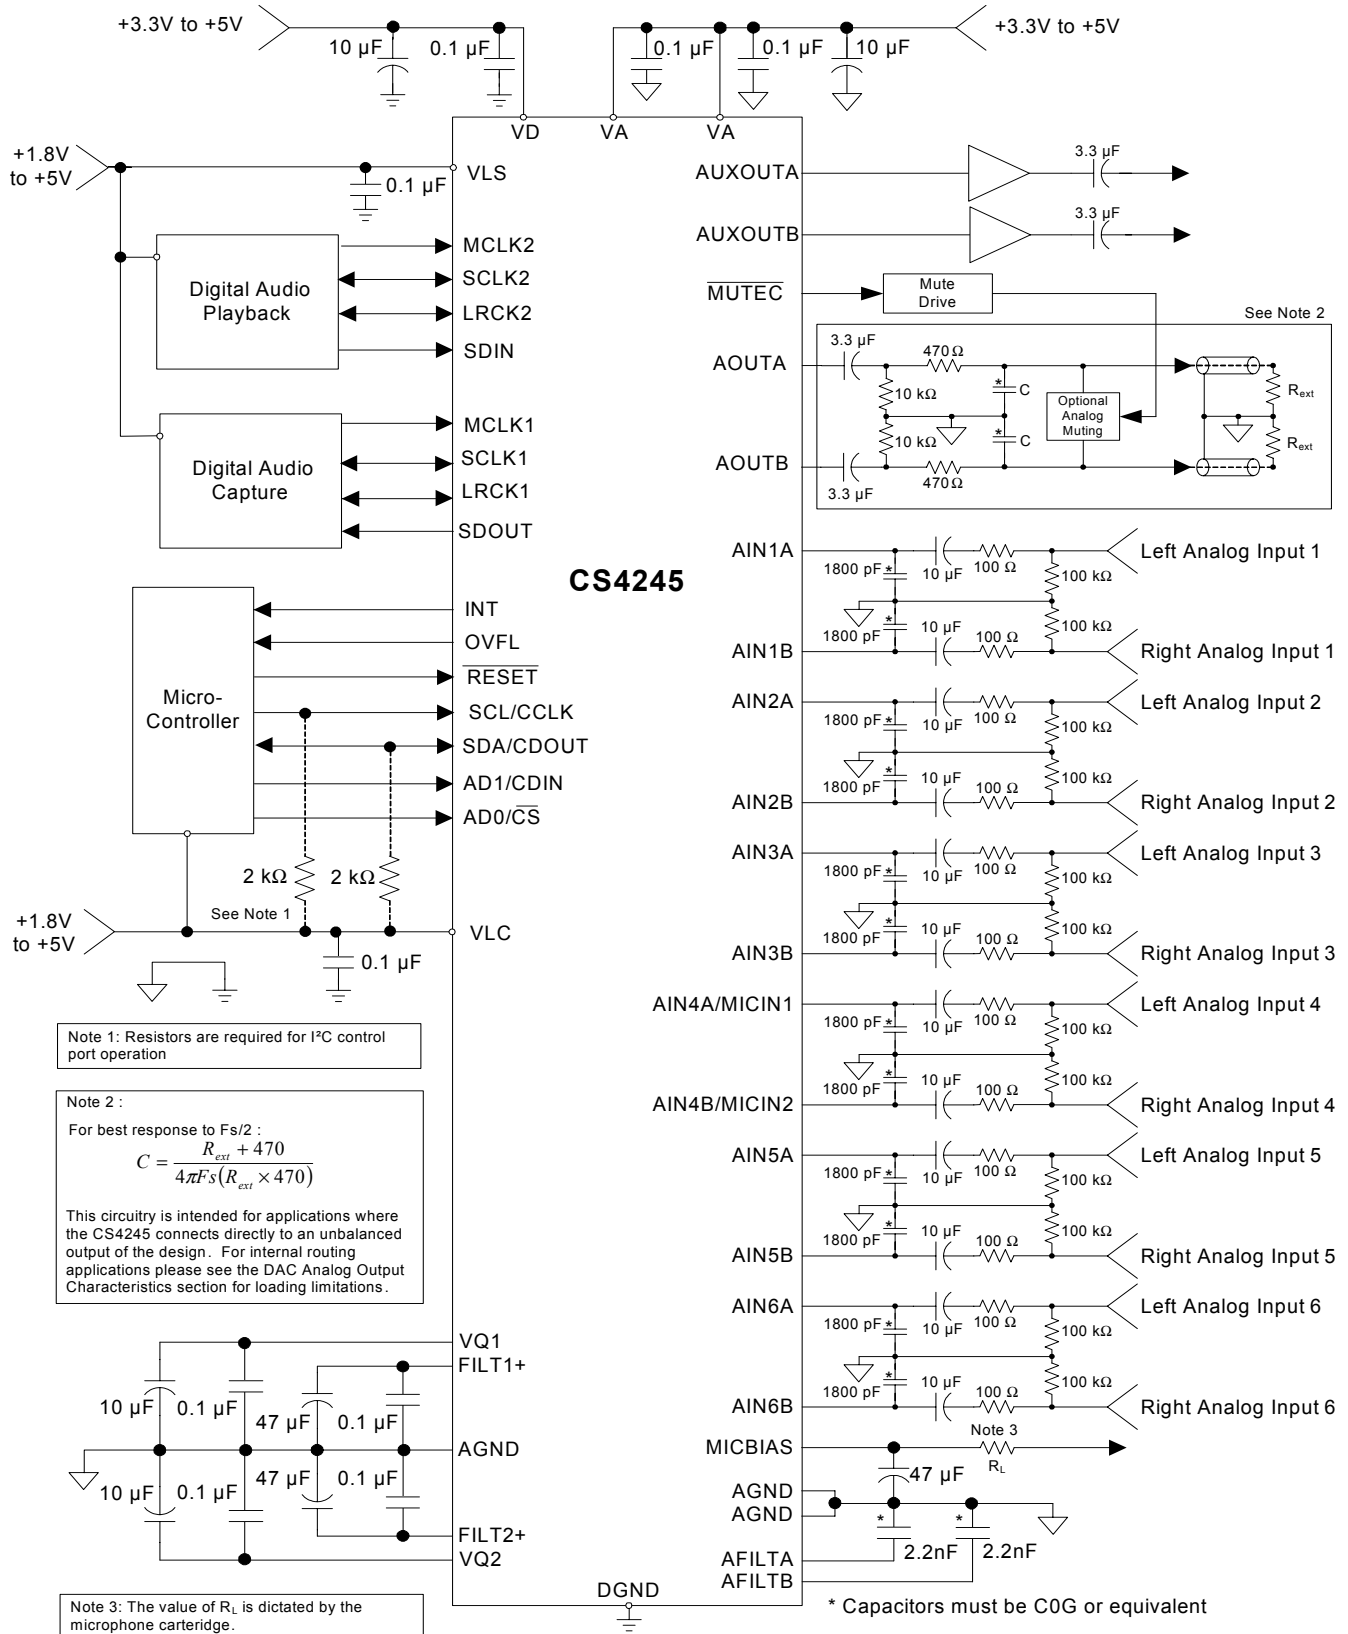 +3.3V to +5V
10 µF
0.1 µF
0.1 µF
0.1 µF
10 µF
+3.3V to +5V
VD
VA
VA
+1.8V
to +5V
0.1 µF
VLS
AUXOUTA
3.3 µF
AUXOUTB
3.3 µF
Digital Audio
Playback
MCLK2
SCLK2
LRCK2
SDIN
MUTEC
Mute
Drive
See Note 2
AOUTA
3.3 µF
470 Ω
10 kΩ
* C
Optional
Analog
Muting
Rext
10 kΩ
* C
Rext
AOUTB
3.3 µF
470 Ω
Digital Audio
Capture
MCLK1
SCLK1
LRCK1
SDOUT
CS4245
Micro-
Controller
INT
OVFL
RESET
SCL/CCLK
SDA/CDOUT
AD1/CDIN
AD0/CS
2 kΩ
2 kΩ
See Note 1
+1.8V
to +5V
VLC
0.1 µF
AIN1A
1800 pF *
10 µF
100 Ω
100 kΩ
Left Analog Input 1
AIN1B
1800 pF *
10 µF
100 Ω
100 kΩ
Right Analog Input 1
AIN2A
1800 pF *
10 µF
100 Ω
100 kΩ
Left Analog Input 2
AIN2B
1800 pF *
10 µF
100 Ω
100 kΩ
Right Analog Input 2
AIN3A
1800 pF *
10 µF
100 Ω
100 kΩ
Left Analog Input 3
AIN3B
1800 pF *
10 µF
100 Ω
100 kΩ
Right Analog Input 3
AIN4A/MICIN1
1800 pF *
10 µF
100 Ω
100 kΩ
Left Analog Input 4
AIN4B/MICIN2
1800 pF *
10 µF
100 Ω
100 kΩ
Right Analog Input 4
AIN5A
1800 pF *
10 µF
100 Ω
100 kΩ
Left Analog Input 5
AIN5B
1800 pF *
10 µF
100 Ω
100 kΩ
Right Analog Input 5
AIN6A
1800 pF *
10 µF
100 Ω
100 kΩ
Left Analog Input 6
AIN6B
1800 pF *
10 µF
100 Ω
100 kΩ
Right Analog Input 6
Note 1: Resistors are required for I²C control
port operation
Note 2 :
For best response to Fs/2 :
C = (Rext + 470) / (4πFs(Rext × 470))
This circuitry is intended for applications where
the CS4245 connects directly to an unbalanced
output of the design. For internal routing
applications please see the DAC Analog Output
Characteristics section for loading limitations.
VQ1
FILT1+
10 µF
0.1 µF
47 µF
0.1 µF
AGND
10 µF
0.1 µF
47 µF
0.1 µF
FILT2+
VQ2
MICBIAS
Note 3
RL
47 µF
AGND
AGND
*
*
2.2nF
2.2nF
AFILTA
AFILTB
DGND
* Capacitors must be C0G or equivalent
Note 3: The value of RL is dictated by the
microphone carteridge.